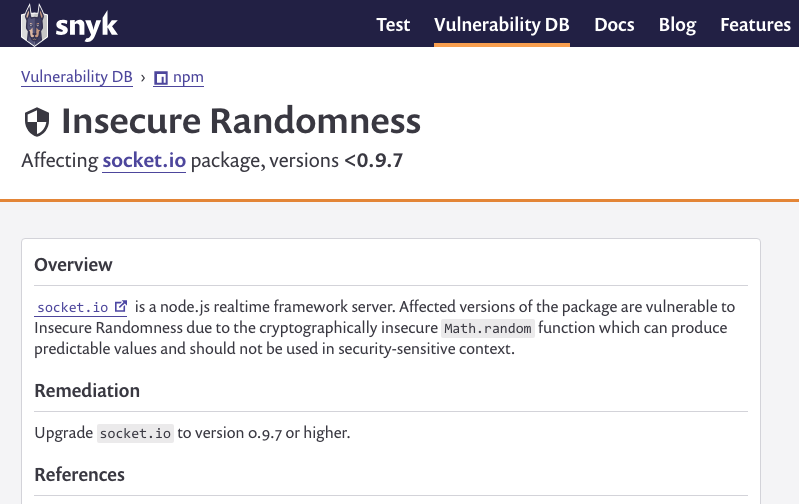 snyk
Test Vulnerability DB Docs Blog Features
Vulnerability DB › npm
Insecure Randomness
Affecting socket.io package, versions <0.9.7
Overview
socket.io is a node.js realtime framework server. Affected versions of the package are vulnerable to
Insecure Randomness due to the cryptographically insecure Math.random function which can produce
predictable values and should not be used in security-sensitive context.
Remediation
Upgrade socket.io to version 0.9.7 or higher.
References